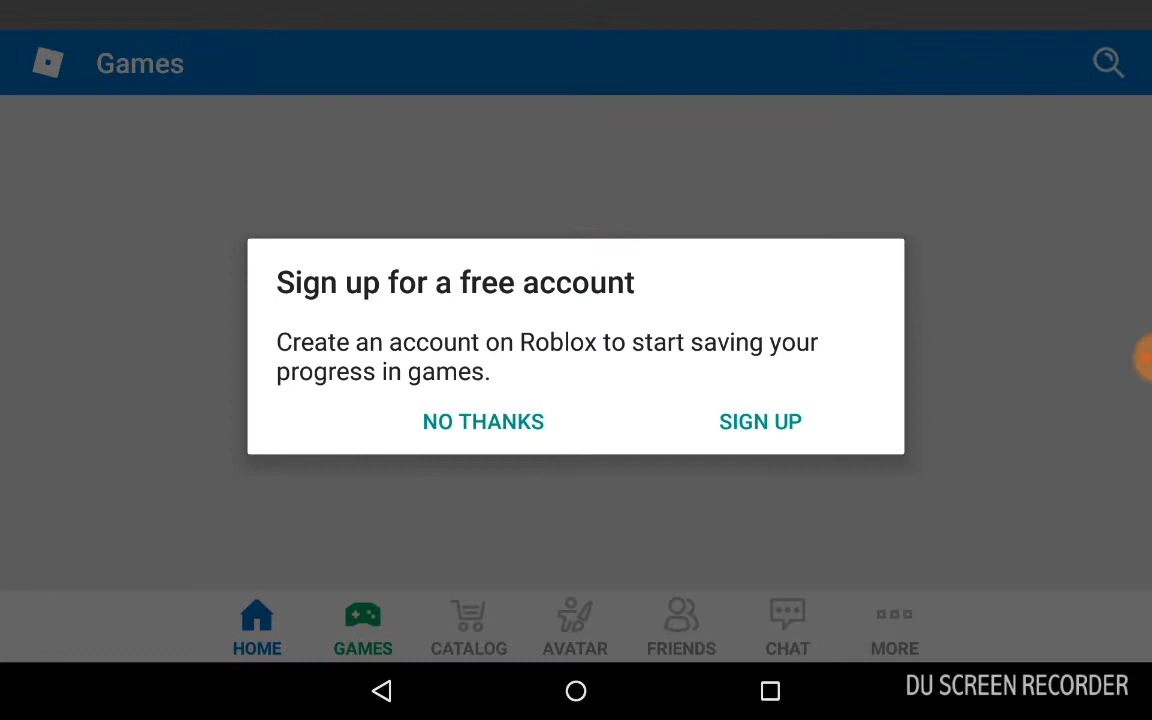 Games
Sign up for a free account
Create an account on Roblox to start saving your
progress in games.
NO THANKS SIGN UP
HOME GAMES CATALOG AVATAR FRIENDS CHAT MORE
DU SCREEN RECORDER